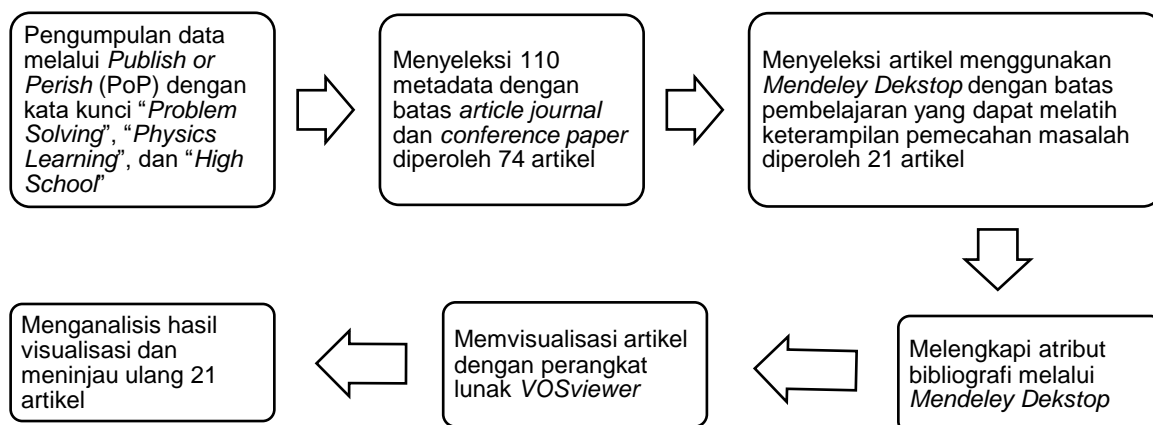 Pengumpulan data
melalui Publish or
Perish (PoP) dengan
kata kunci “Problem
Solving”, “Physics
Learning”, dan “High
School”
Menyeleksi 110
metadata dengan
batas article journal
dan conference paper
diperoleh 74 artikel
Menyeleksi artikel menggunakan
Mendeley Dekstop dengan batas
pembelajaran yang dapat melatih
keterampilan pemecahan masalah
diperoleh 21 artikel
Melengkapi atribut
bibliografi melalui
Mendeley Dekstop
Memvisualisasi artikel
dengan perangkat
lunak VOSviewer
Menganalisis hasil
visualisasi dan
meninjau ulang 21
artikel